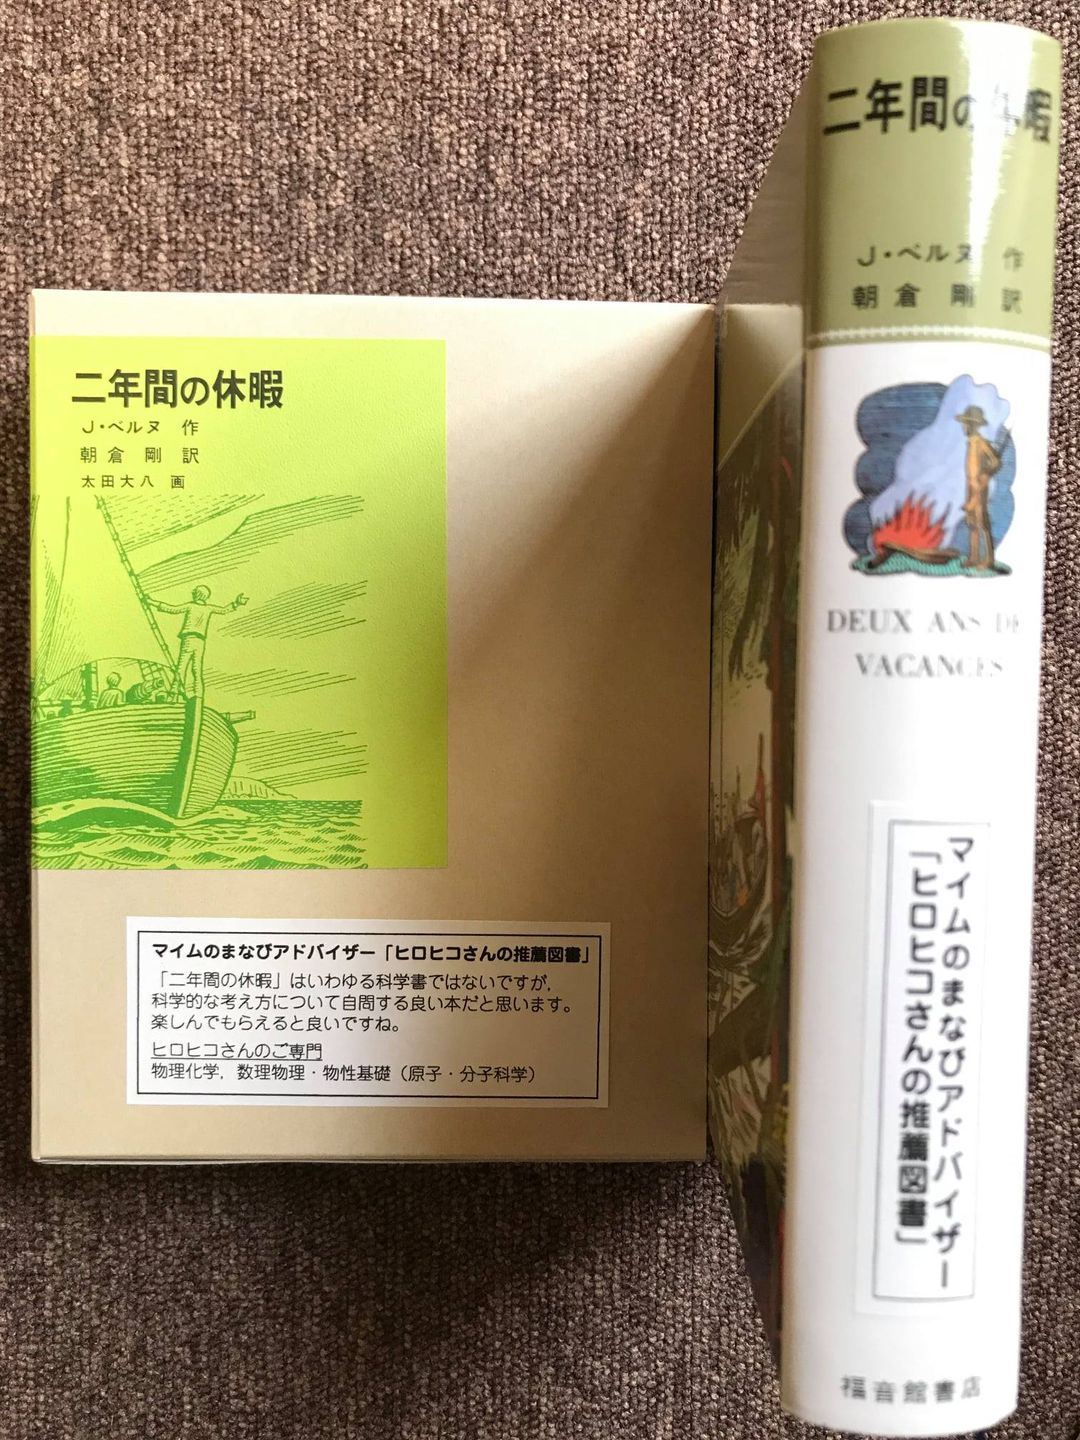 二年間の休暇
J・ベルヌ 作
朝倉 剛 訳
太田大八 画
マイムのまなびアドバイザー「ヒロヒコさんの推薦図書」
「二年間の休暇」はいわゆる科学書ではないですが,
科学的な考え方について自問する良い本だと思います。
楽しんでもらえると良いですね。
ヒロヒコさんのご専門
物理化学,数理物理・物性基礎(原子・分子科学)
二年間の休暇
J・ベルヌ 作
朝倉 剛 訳
DEUX ANS DE
VACANCES
マイムのまなびアドバイザー
「ヒロヒコさんの推薦図書」
福音館書店